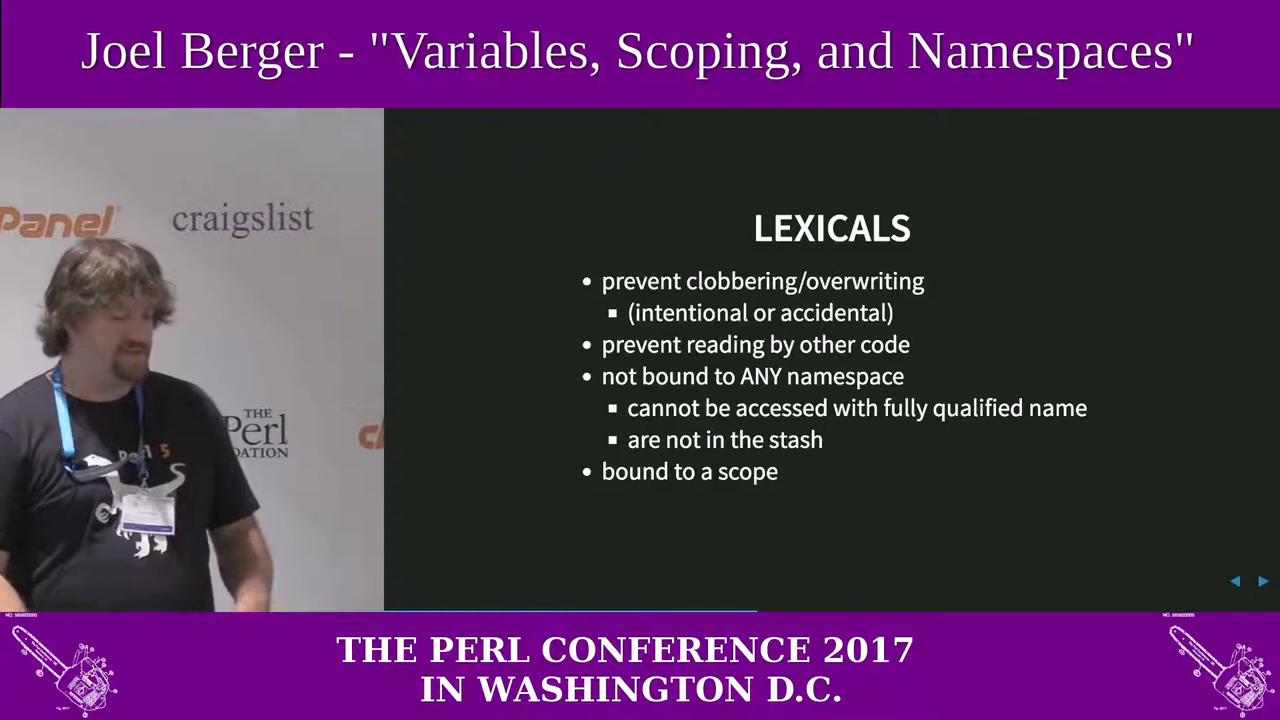 Joel Berger - "Variables, Scoping, and Namespaces"
Panel
craigslist
THE
Perl
DATION
Perl 5
LEXICALS
• prevent clobbering/overwriting
▪ (intentional or accidental)
• prevent reading by other code
• not bound to ANY namespace
▪ cannot be accessed with fully qualified name
▪ are not in the stash
• bound to a scope
THE PERL CONFERENCE 2017
IN WASHINGTON D.C.